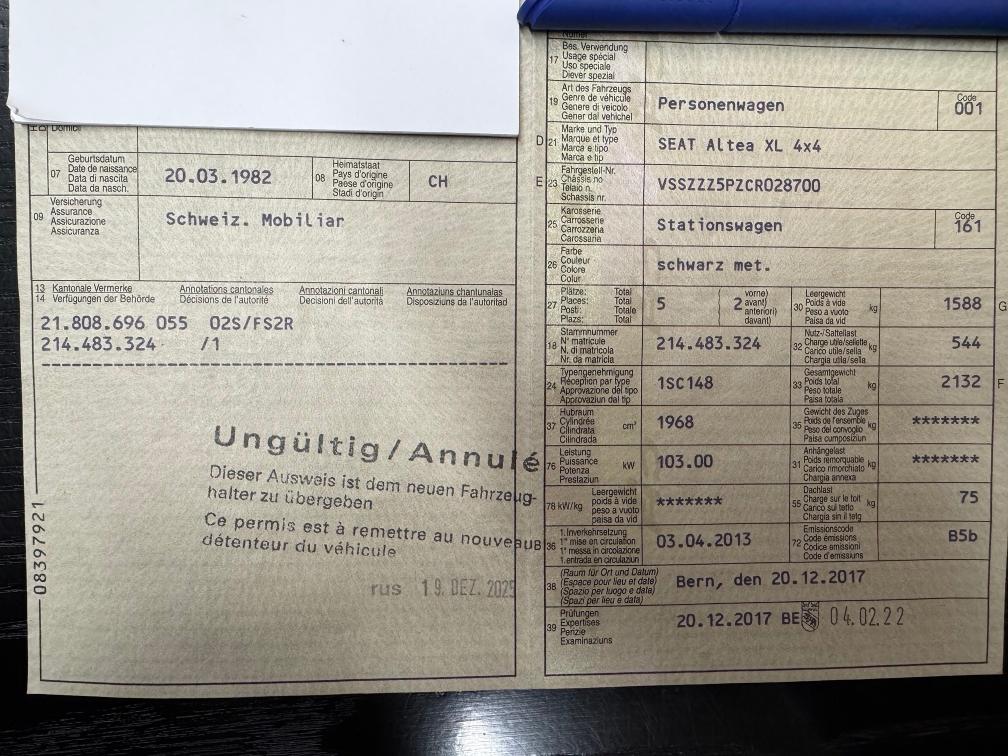 07 Geburtsdatum
Date de naissance
Data di nascita
Data da nasch.
20.03.1982
08 Heimatstaat
Pays d'origine
Paese d'origine
Stadi d'origin
CH
09 Versicherung
Assurance
Assicurazione
Assicuranza
Schweiz. Mobiliar
13 Kantonale Vermerke Annotations cantonales Annotazioni cantonali Annotaziuns chantunalas
14 Verfügungen der Behörde Décisions de l'autorité Decisioni dell'autorità Disposiziuns da l'autoritad
21.808.696 055 02S/FS2R
214.483.324 /1
Ungültig/Annulé
Dieser Ausweis ist dem neuen Fahrzeug-
halter zu übergeben
Ce permis est à remettre au nouveau
détenteur du véhicule
rus 19. DEZ. 2025
08397921
17 Bes. Verwendung
Usage spécial
Uso speciale
Diever spezial
19 Art des Fahrzeugs
Genre de véhicule
Genere di veicolo
Gener dal vehichel
Personenwagen
Code
001
D 21 Marke und Typ
Marque et type
Marca e tipo
Marca e tip
SEAT Altea XL 4x4
E 23 Fahrgestell-Nr.
Châssis no
Telaio n.
Schassis nr.
VSSZZZ5PZCR028700
25 Karosserie
Carrosserie
Carrozzeria
Carossaria
Stationswagen
Code
161
26 Farbe
Couleur
Colore
Colur
schwarz met.
27 Plätze: Total
Places: Total
Posti: Totale
Plazs: Total
5
2
vorne)
avant)
anteriori)
davant)
30 Leergewicht
Poids à vide
Peso a vuoto
Paisa da vid
kg
1588
G
18 Stammnummer
N° matricule
N. di matricola
Nr. da matricla
214.483.324
32 Nutz-/Sattellast
Charge utile/sellette
Carico utile/sella
Chargia utila/sella
kg
544
24 Typengenehmigung
Réception par type
Approvazione del tipo
Approvaziun dal tip
1SC148
33 Gesamtgewicht
Poids total
Peso totale
Paisa totala
kg
2132
F
37 Hubraum
Cylindrée
Cilindrata
Cilindrada
cm³
1968
35 Gewicht des Zuges
Poids de l'ensemble
Peso del convoglio
Paisa cumposiziun
kg
*******
76 Leistung
Puissance
Potenza
Prestaziun
kW
103.00
31 Anhängelast
Poids remorquable
Carico rimorchiato
Chargia annexa
kg
*******
78 kW/kg
Leergewicht
poids à vide
peso a vuoto
paisa da vid
*******
55 Dachlast
Charge sur le toit
Carico sul tetto
Chargia sin il tetg
kg
75
B 36 1. Inverkehrsetzung
1re mise en circulation
1a messa in circolazione
1. entrada en circulaziun
03.04.2013
72 Emissionscode
Code émissions
Codice emissioni
Code d'emissiuns
B5b
38 (Raum für Ort und Datum)
(Espace pour lieu et date)
(Spazio per luogo e data)
(Spazi per lieu e data)
Bern, den 20.12.2017
39 Prüfungen
Expertises
Perizie
Examinaziuns
20.12.2017 BE 04.02.22